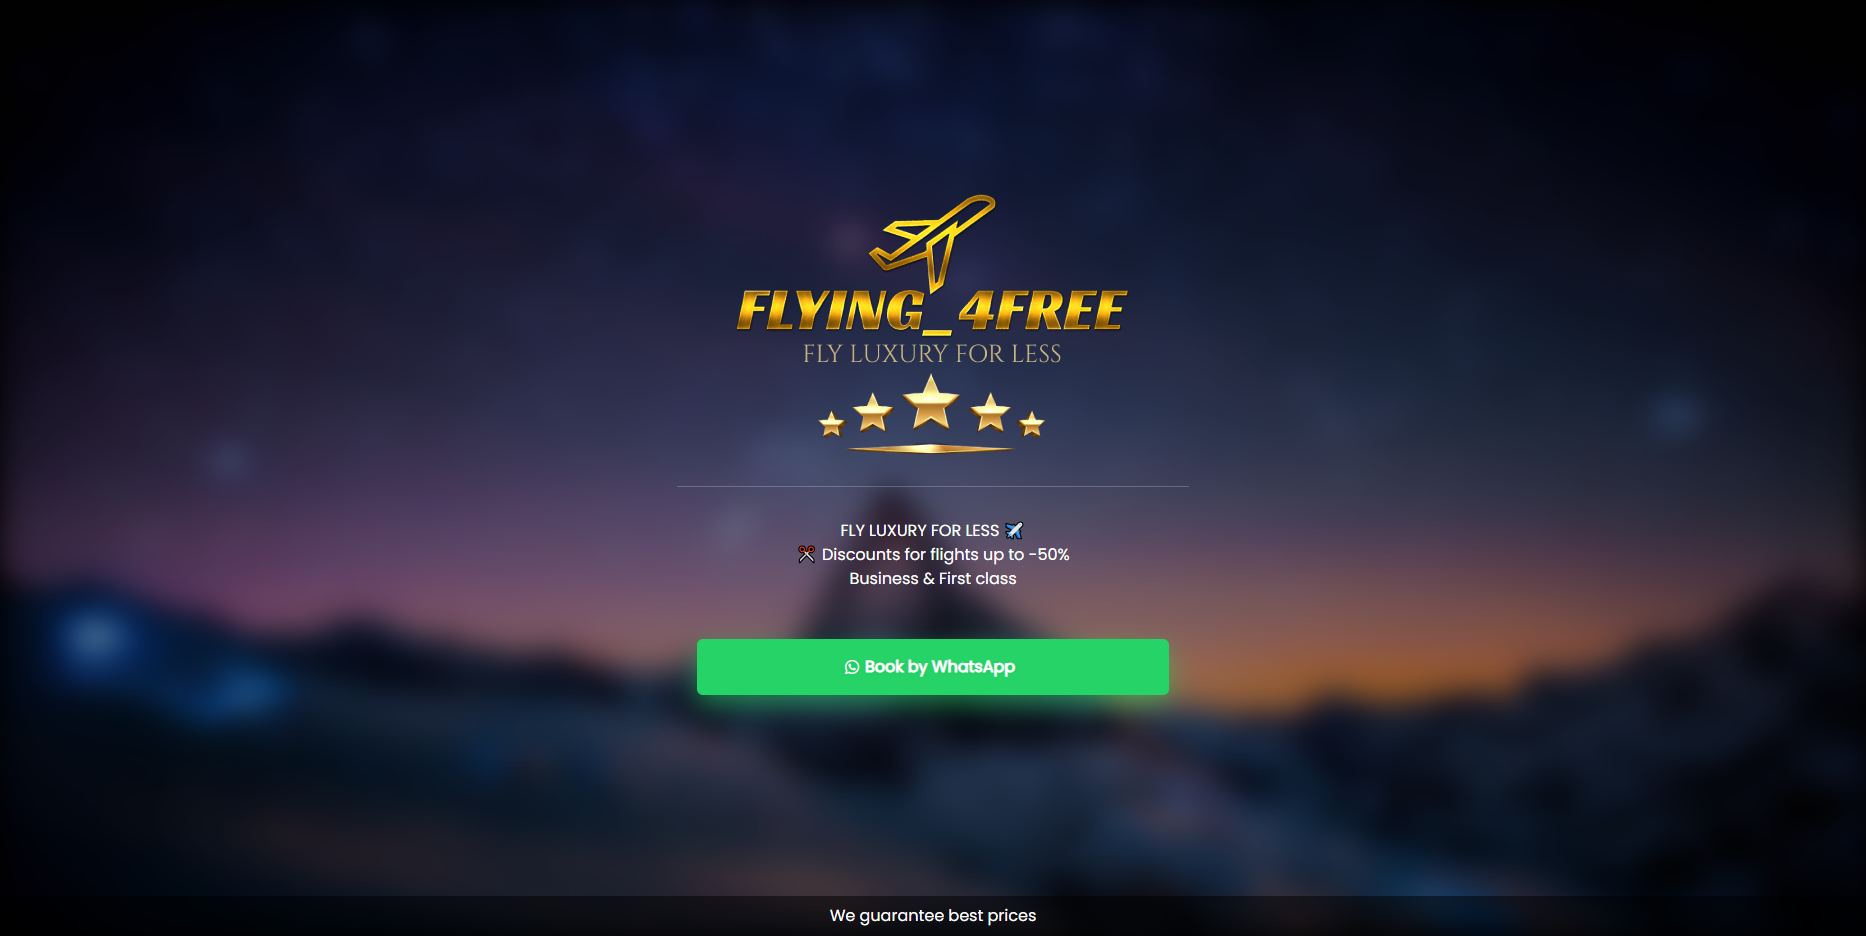 FLYING_4FREE
FLY LUXURY FOR LESS
FLY LUXURY FOR LESS ✈️
✂️ Discounts for flights up to -50%
Business & First class
Book by WhatsApp
We guarantee best prices